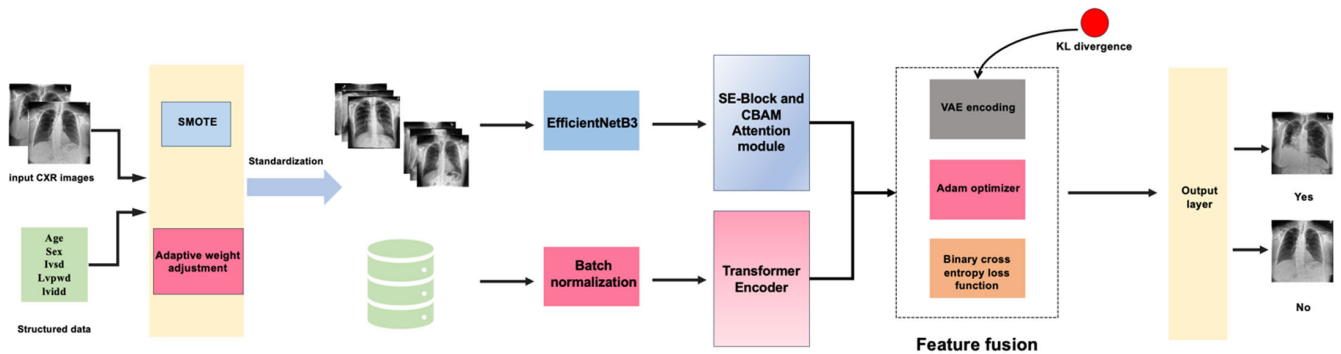 input CXR images
Age
Sex
Ivsd
Lvpwd
Ividd
Structured data
SMOTE
Adaptive weight
adjustment
Standardization
EfficientNetB3
Batch
normalization
SE-Block and
CBAM
Attention
module
Transformer
Encoder
KL divergence
VAE encoding
Adam optimizer
Binary cross
entropy loss
function
Feature fusion
Output
layer
Yes
No